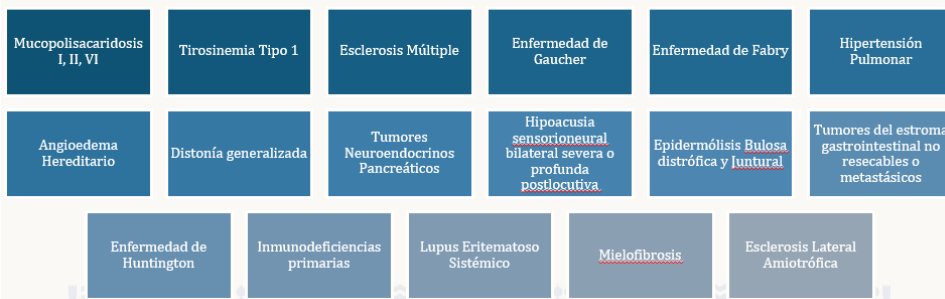 Mucopolisacaridosis
I, II, VI
Tirosinemia Tipo 1
Esclerosis Múltiple
Enfermedad de
Gaucher
Enfermedad de Fabry
Hipertensión
Pulmonar
Angioedema
Hereditario
Distonía generalizada
Tumores
Neuroendocrinos
Pancreáticos
Hipoacusia
sensorioneural
bilateral severa o
profunda
postlocutiva
Epidermólisis Bulosa
distrófica y Juntural
Tumores del estroma
gastrointestinal no
resecables o
metastásicos
Enfermedad de
Huntington
Inmunodeficiencias
primarias
Lupus Eritematoso
Sistémico
Mielofibrosis
Esclerosis Lateral
Amiotrófica